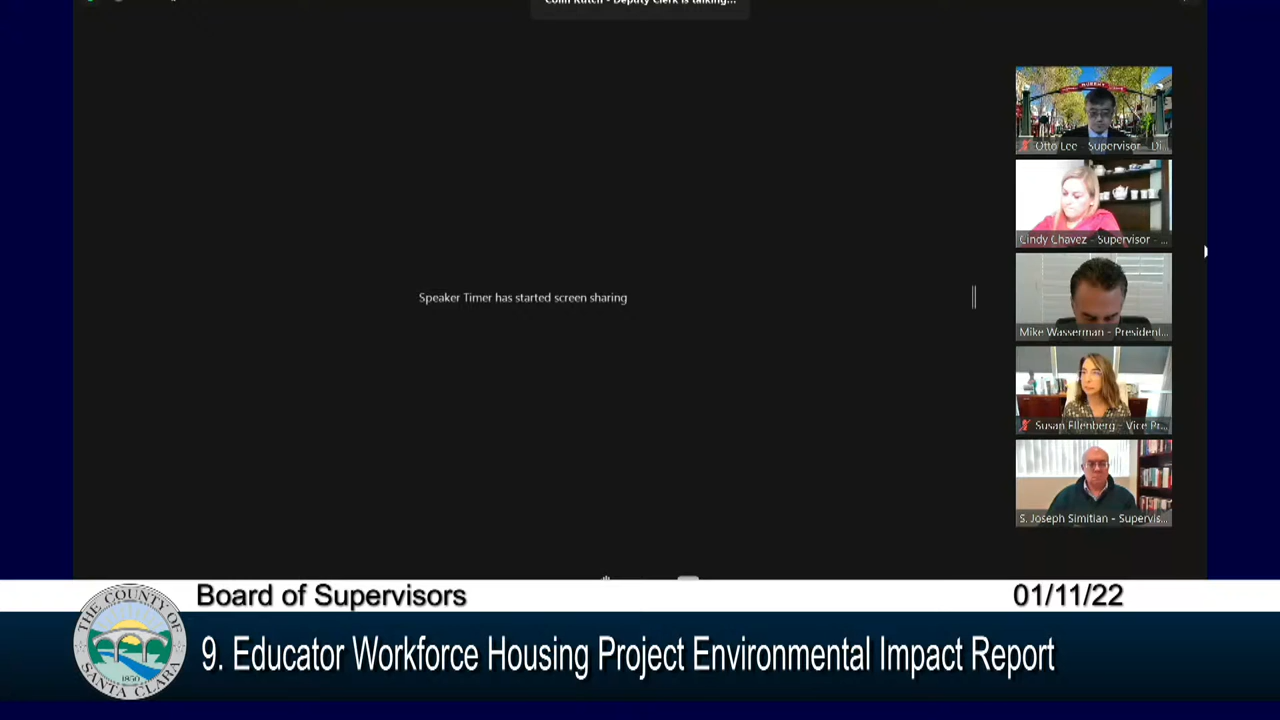 Colin Rutch - Deputy Clerk is talking...
Speaker Timer has started screen sharing
Otto Lee - Supervisor - Di...
Cindy Chavez - Supervisor - ...
Mike Wasserman - President...
Susan Ellenberg - Vice Pr...
S. Joseph Simitian - Supervis...
Board of Supervisors
01/11/22
THE COUNTY OF
SANTA CLARA
1850
9. Educator Workforce Housing Project Environmental Impact Report